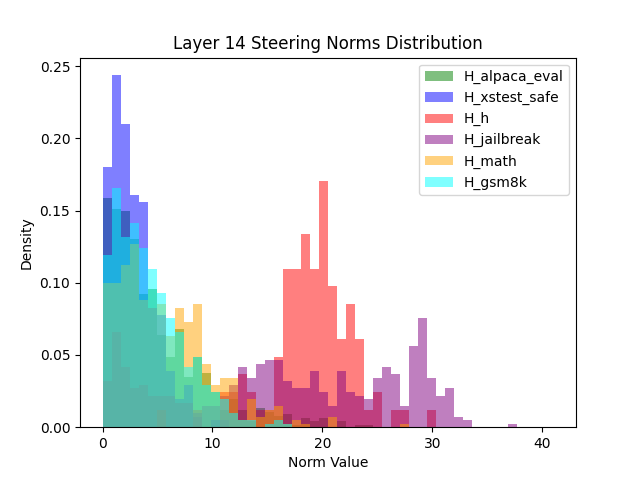 Layer 14 Steering Norms Distribution
H_alpaca_eval
H_xstest_safe
H_h
H_jailbreak
H_math
H_gsm8k
0.25
0.20
0.15
0.10
0.05
0.00
Density
0 10 20 30 40
Norm Value